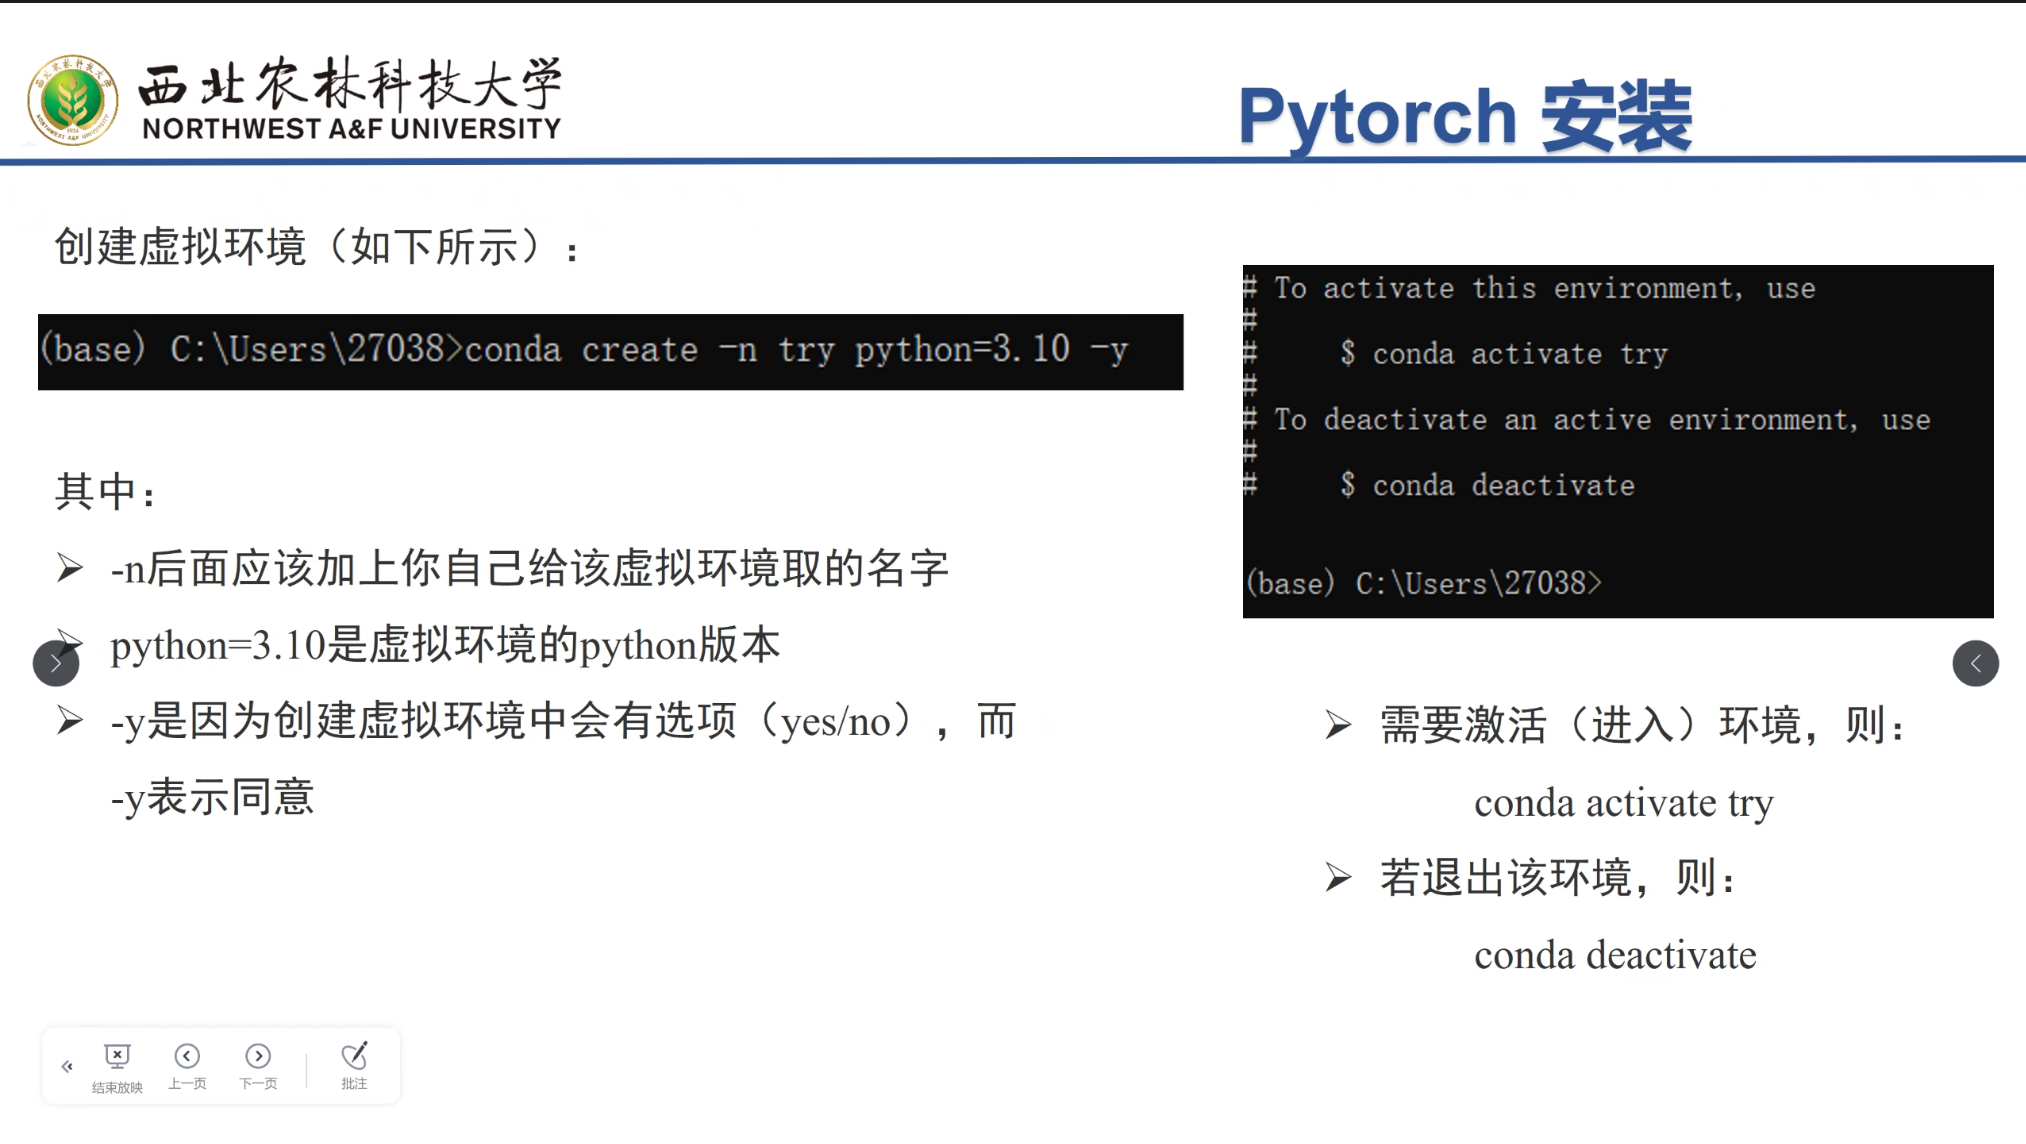 西北农林科技大学
NORTHWEST A&F UNIVERSITY
Pytorch 安装
创建虚拟环境（如下所示）：
(base) C:\Users\27038>conda create -n try python=3.10 -y
其中：
➢ -n后面应该加上你自己给该虚拟环境取的名字
➢ python=3.10是虚拟环境的python版本
➢ -y是因为创建虚拟环境中会有选项（yes/no），而
-y表示同意
# To activate this environment, use
#
#     $ conda activate try
#
# To deactivate an active environment, use
#
#     $ conda deactivate
(base) C:\Users\27038>
➢ 需要激活（进入）环境，则：
conda activate try
➢ 若退出该环境，则：
conda deactivate
结束放映 上一页 下一页 批注